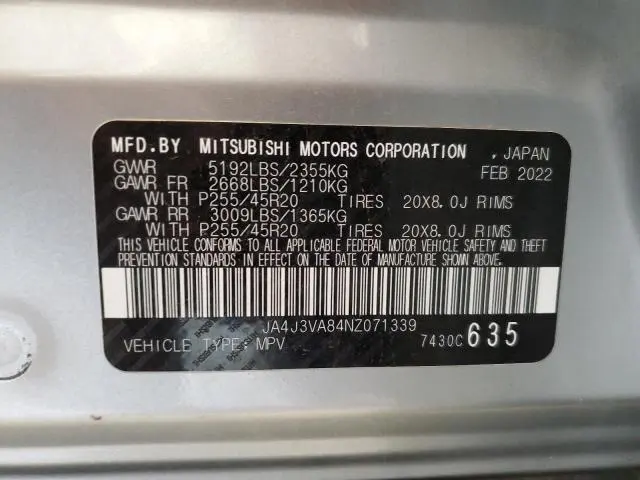 MFD.BY MITSUBISHI MOTORS CORPORATION , JAPAN
GVWR 5192LBS/2355KG FEB 2022
GAWR FR 2668LBS/1210KG
WITH P255/45R20 TIRES 20X8.0J RIMS
GAWR RR 3009LBS/1365KG
WITH P255/45R20 TIRES 20X8.0J RIMS
THIS VEHICLE CONFORMS TO ALL APPLICABLE FEDERAL MOTOR VEHICLE SAFETY AND THEFT
PREVENTION STANDARDS IN EFFECT ON THE DATE OF MANUFACTURE SHOWN ABOVE.
JA4J3VA84NZ071339
VEHICLE TYPE: MPV 7430C 635